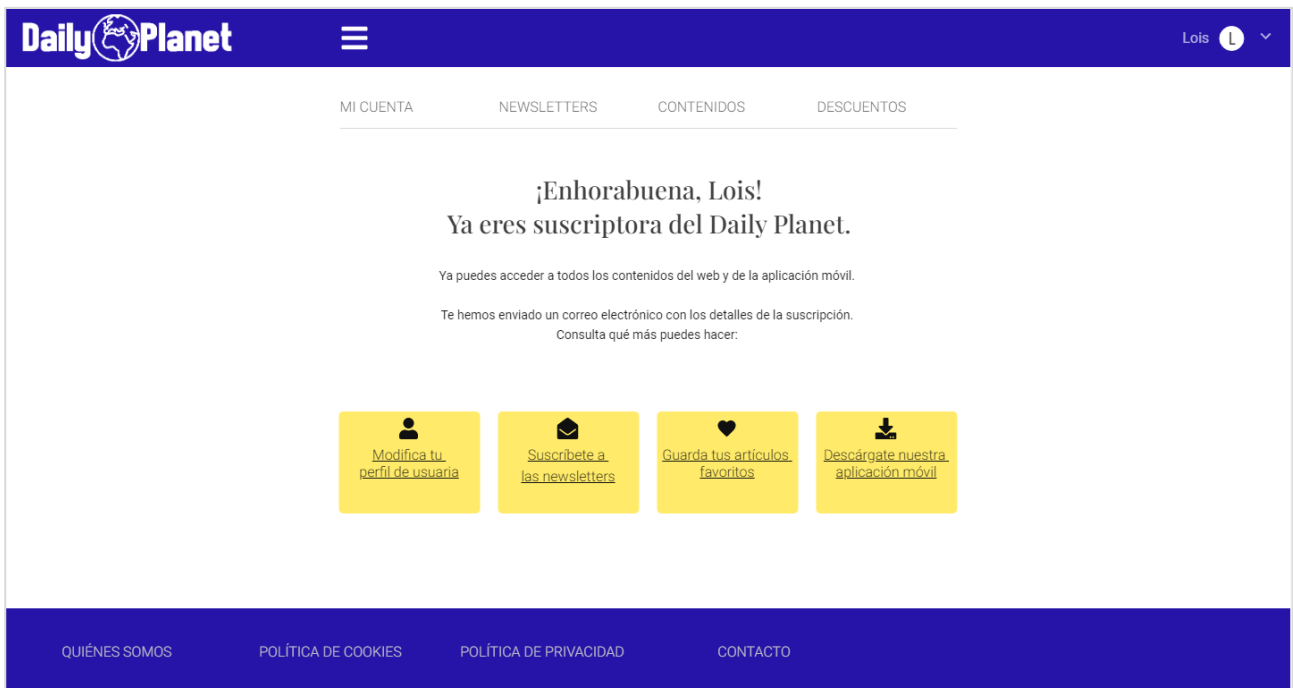 Daily Planet
Lois L
MI CUENTA NEWSLETTERS CONTENIDOS DESCUENTOS
¡Enhorabuena, Lois!
Ya eres suscriptora del Daily Planet.
Ya puedes acceder a todos los contenidos del web y de la aplicación móvil.
Te hemos enviado un correo electrónico con los detalles de la suscripción.
Consulta qué más puedes hacer:
Modifica tu
perfil de usuaria
Suscríbete a
las newsletters
Guarda tus artículos
favoritos
Descárgate nuestra
aplicación móvil
QUIÉNES SOMOS POLÍTICA DE COOKIES POLÍTICA DE PRIVACIDAD CONTACTO